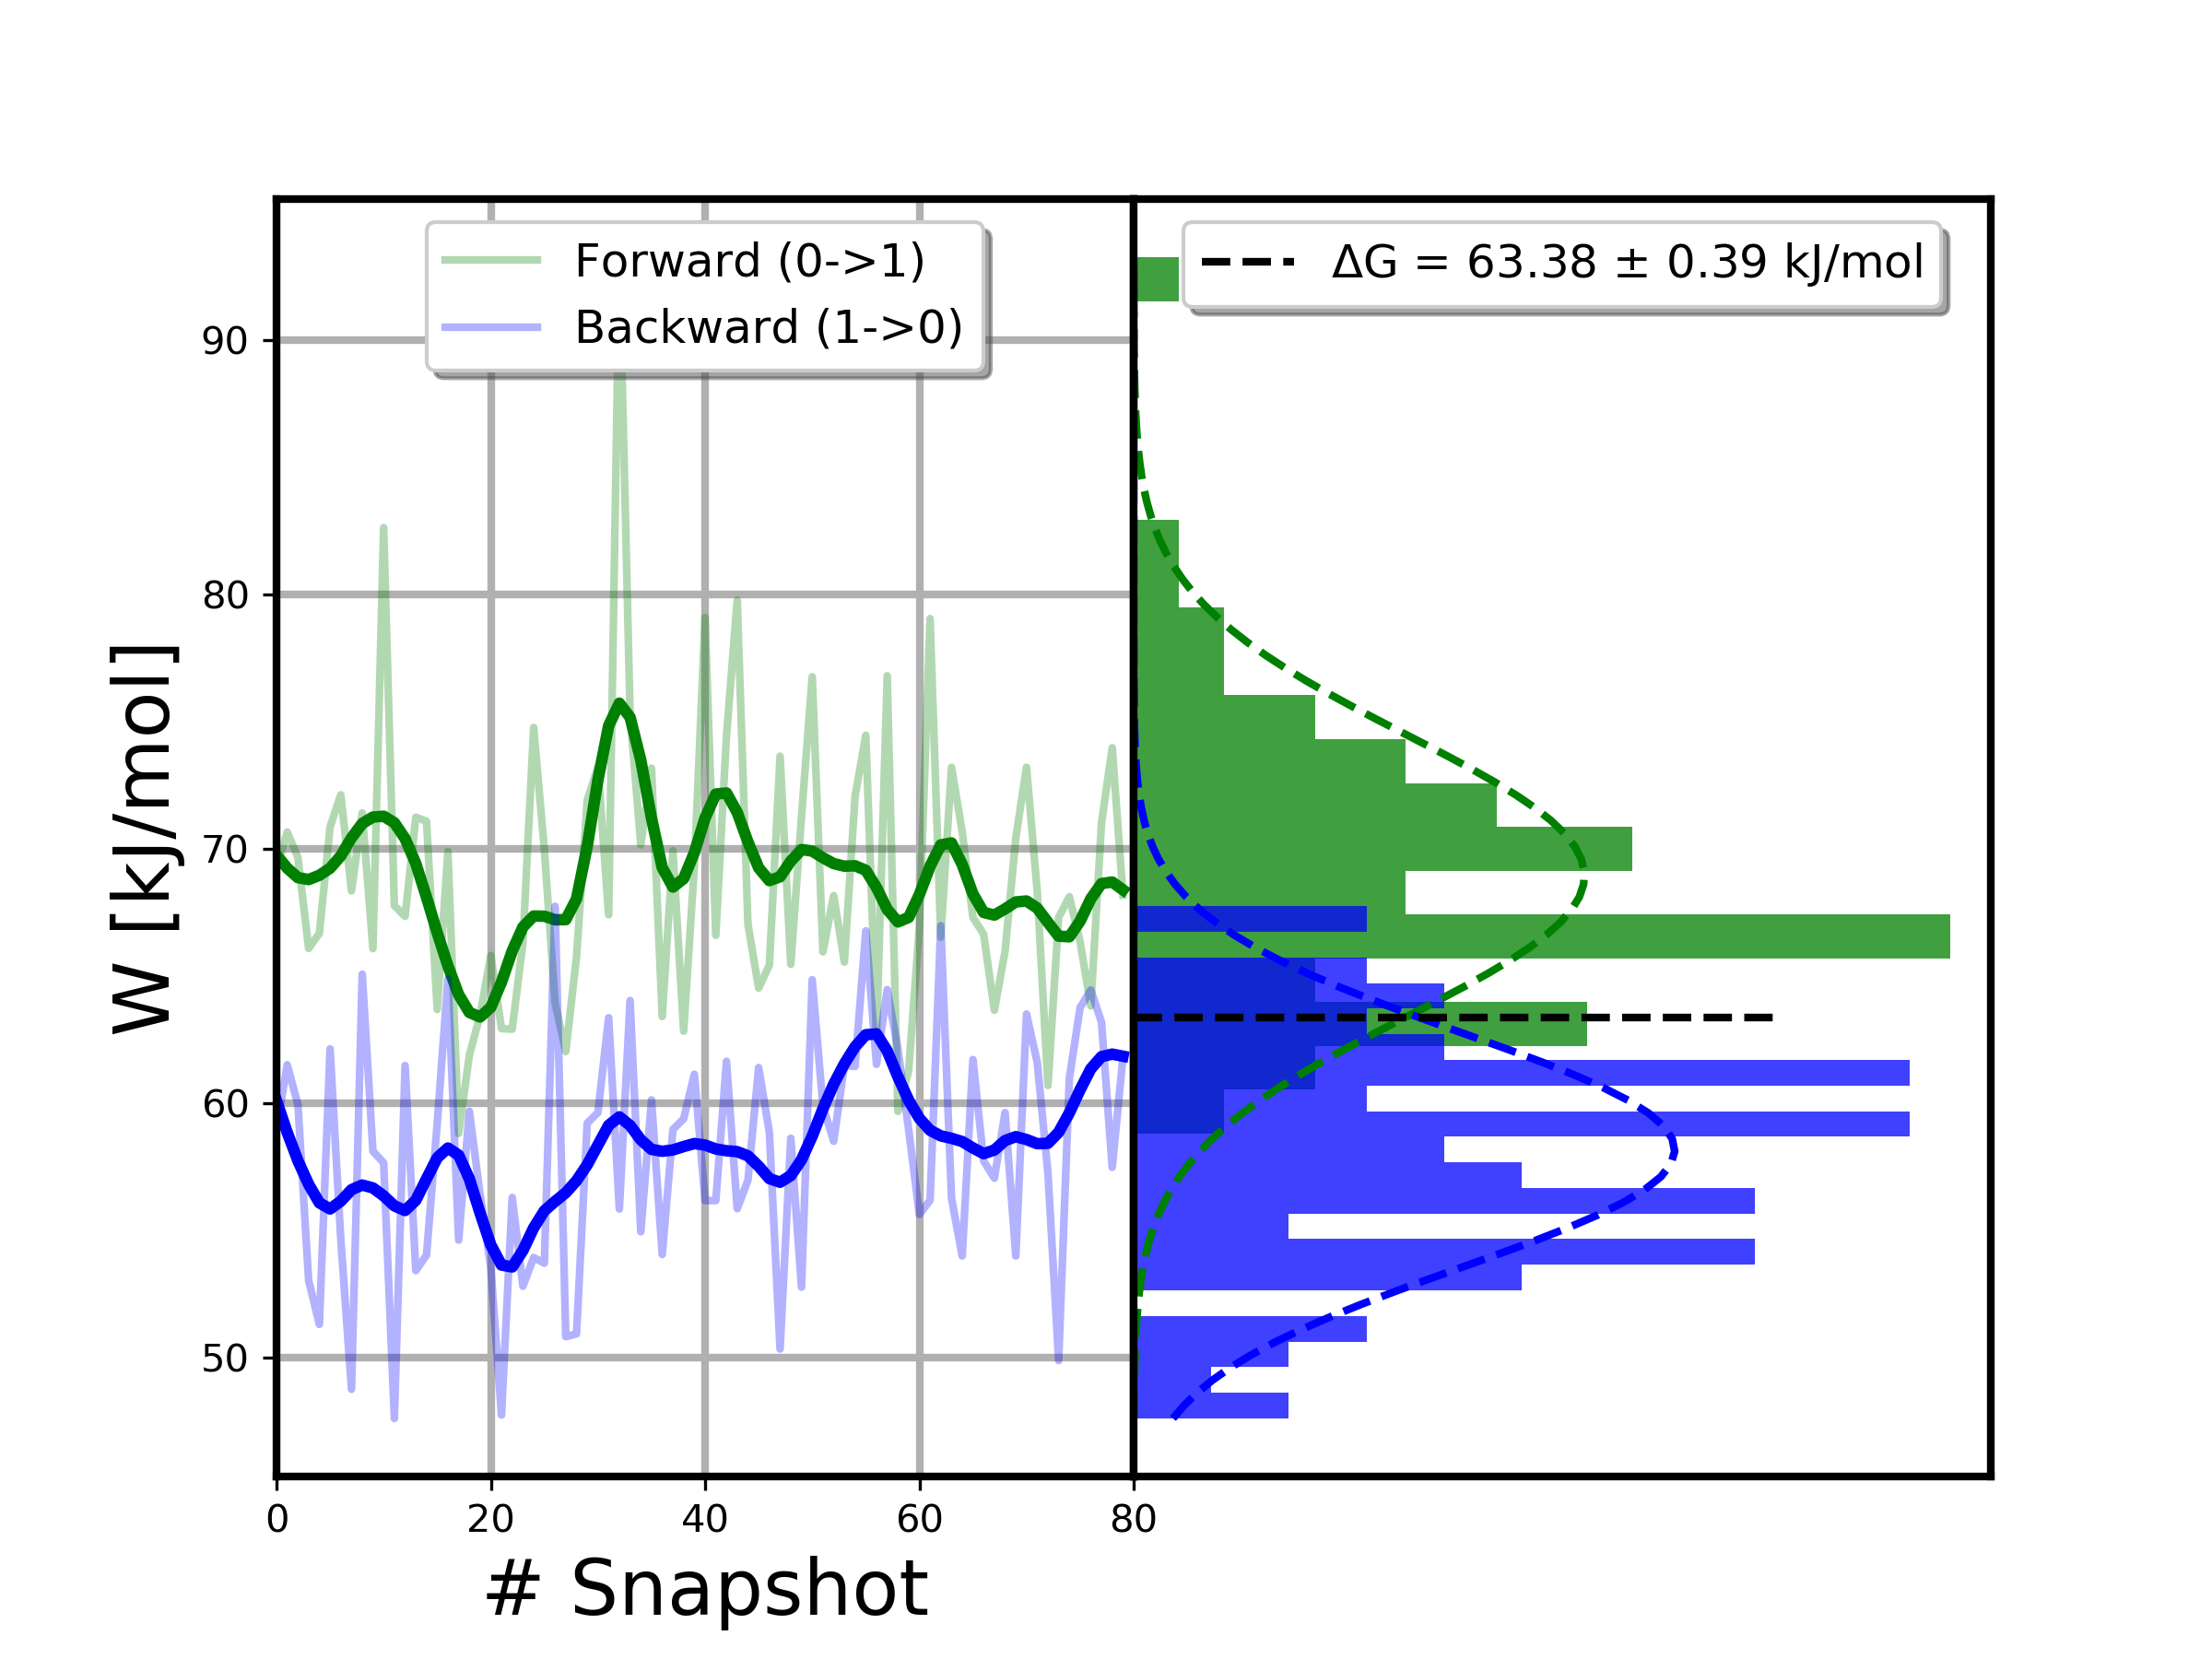 Forward (0->1)
Backward (1->0)
ΔG = 63.38 ± 0.39 kJ/mol
W [kJ/mol]
90
80
70
60
50
0 20 40 60 80
# Snapshot